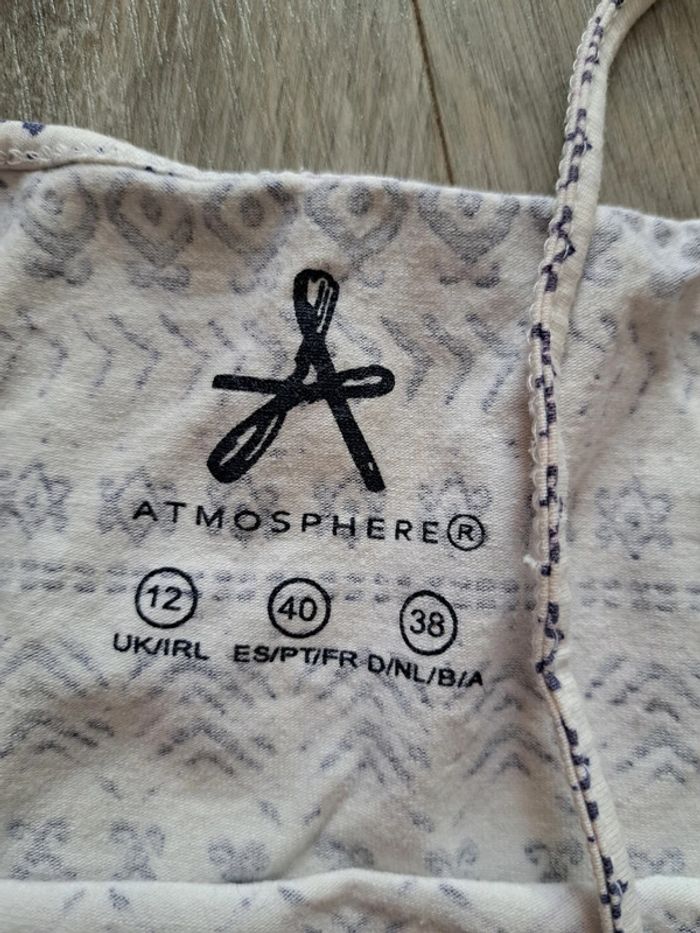 ATMOSPHERE®
12 40 38
UK/IRL ES/PT/FR D/NL/B/A